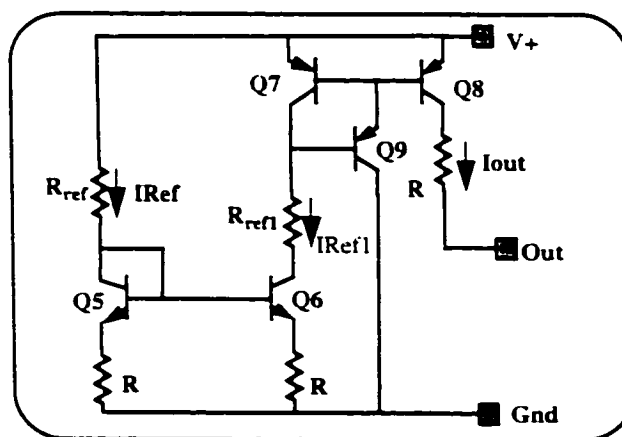 V+
Q7
Q8
Q9
Rref
IRef
R
Iout
Rref1
IRef1
Out
Q5
Q6
R
R
Gnd